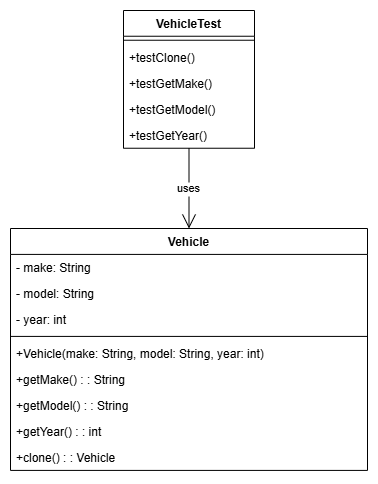 VehicleTest
+testClone()
+testGetMake()
+testGetModel()
+testGetYear()
uses
Vehicle
- make: String
- model: String
- year: int
+Vehicle(make: String, model: String, year: int)
+getMake() : : String
+getModel() : : String
+getYear() : : int
+clone() : : Vehicle